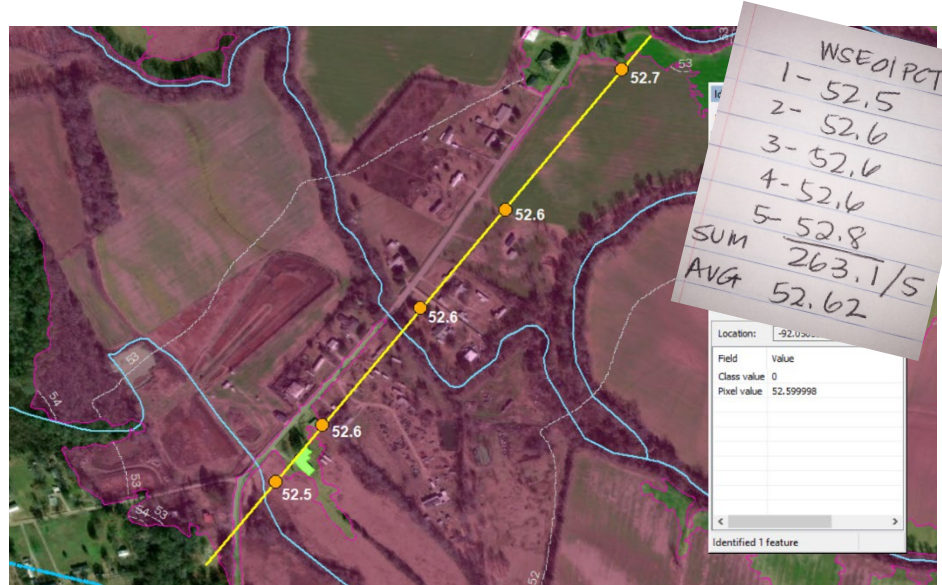 53
53
52.7
52.6
52.6
53
54
52.6
52.5
53
54
53
52
WSE01PCT
1- 52.5
2- 52.6
3- 52.6
4- 52.6
5- 52.8
SUM 263.1/5
AVG 52.62
Location:
Field Value
Class value 0
Pixel value 52.599998
Identified 1 feature